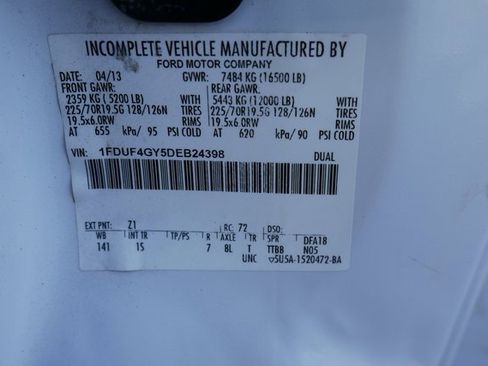 INCOMPLETE VEHICLE MANUFACTURED BY
FORD MOTOR COMPANY
DATE: 04/13 GVWR: 7484 KG (16500 LB)
FRONT GAWR: REAR GAWR:
2359 KG (5200 LB) WITH 5443 KG (12000 LB) WITH
225/70R19.5G 128/126N TIRES 225/70R19.5G 128/126N TIRES
19.5x6.0RW RIMS 19.5x6.0RW RIMS
AT 655 kPa/ 95 PSI COLD AT 620 kPa/ 90 PSI COLD
VIN: 1FDUF4GY5DEB24398 DUAL
EXT PNT: Z1 RC: 72 DSO:
WB INT TR TP/PS R AXLE TR SPR DFA18
141 1S 7 BL T TTBB N05
UNC 5U5A-1520472-BA